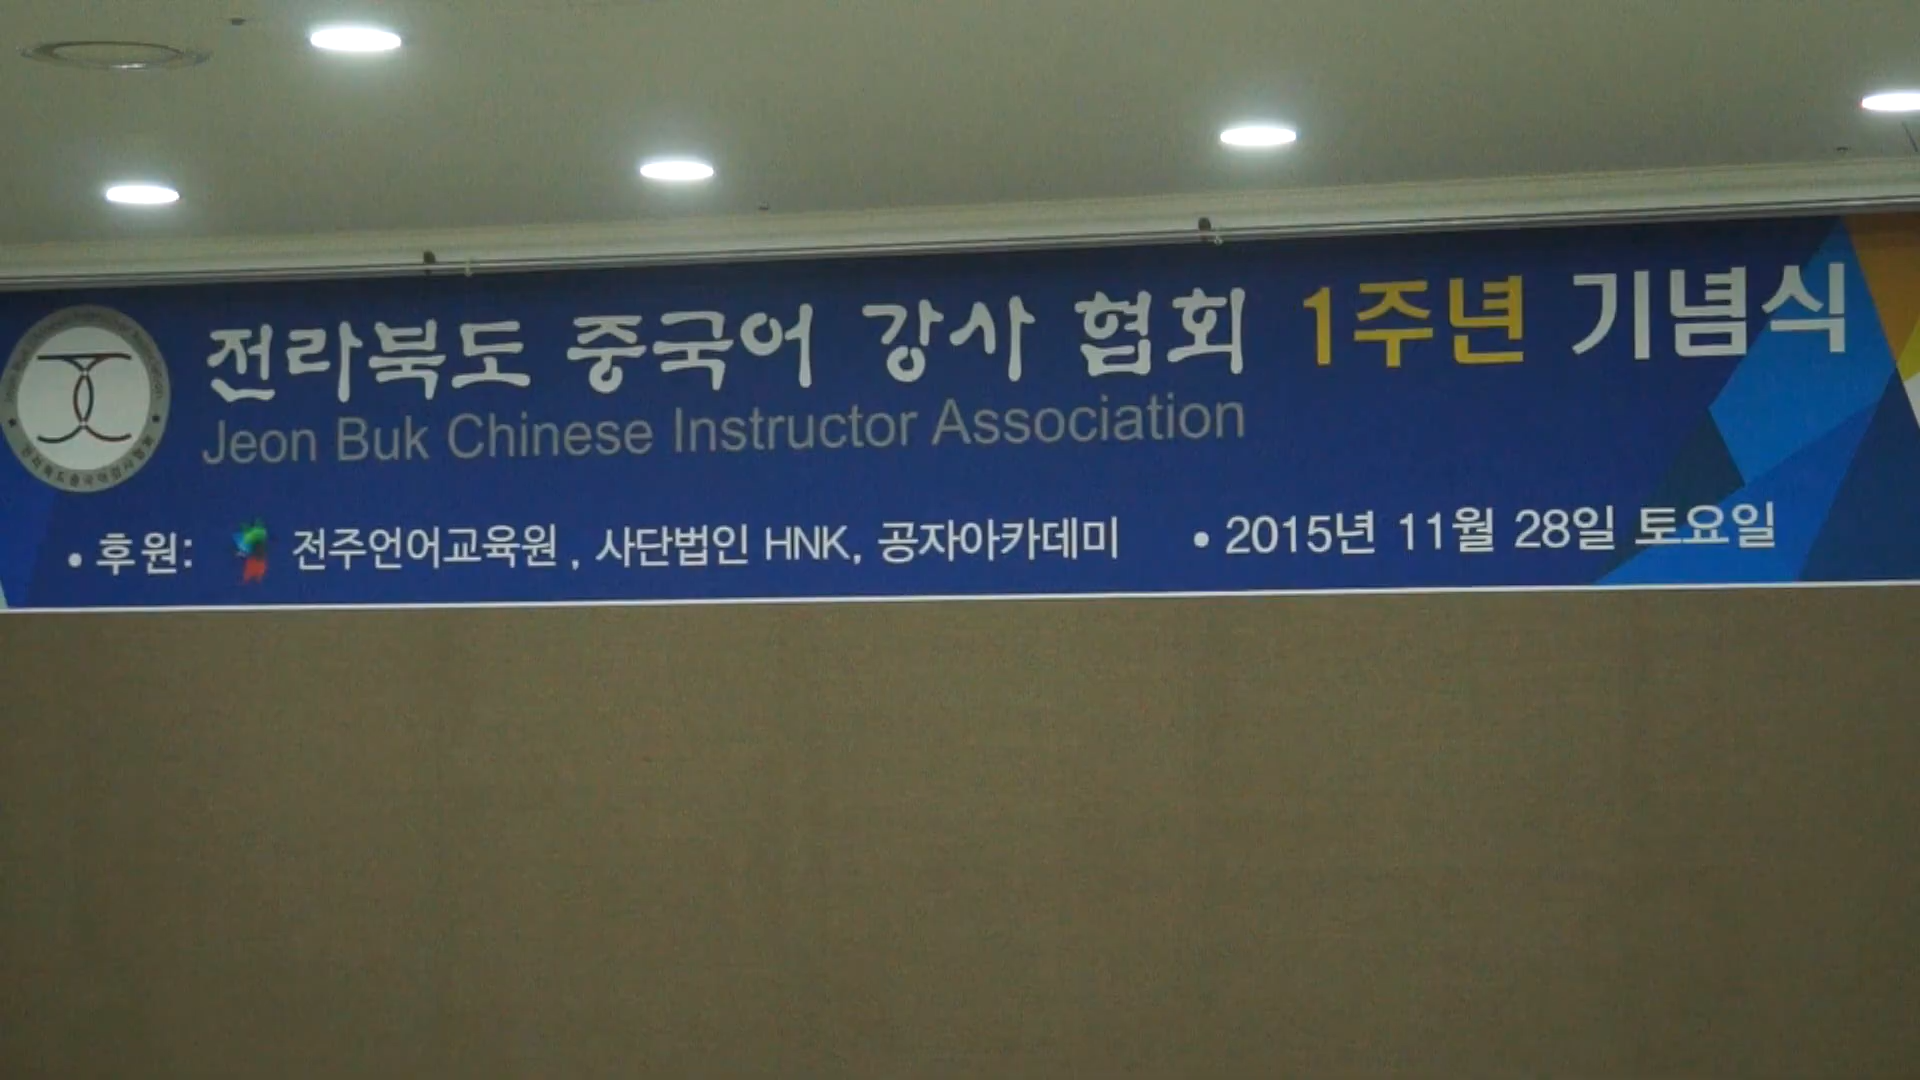 전라북도 중국어 강사 협회 1주년 기념식
Jeon Buk Chinese Instructor Association
• 후원: 전주언어교육원, 사단법인 HNK, 공자아카데미 • 2015년 11월 28일 토요일